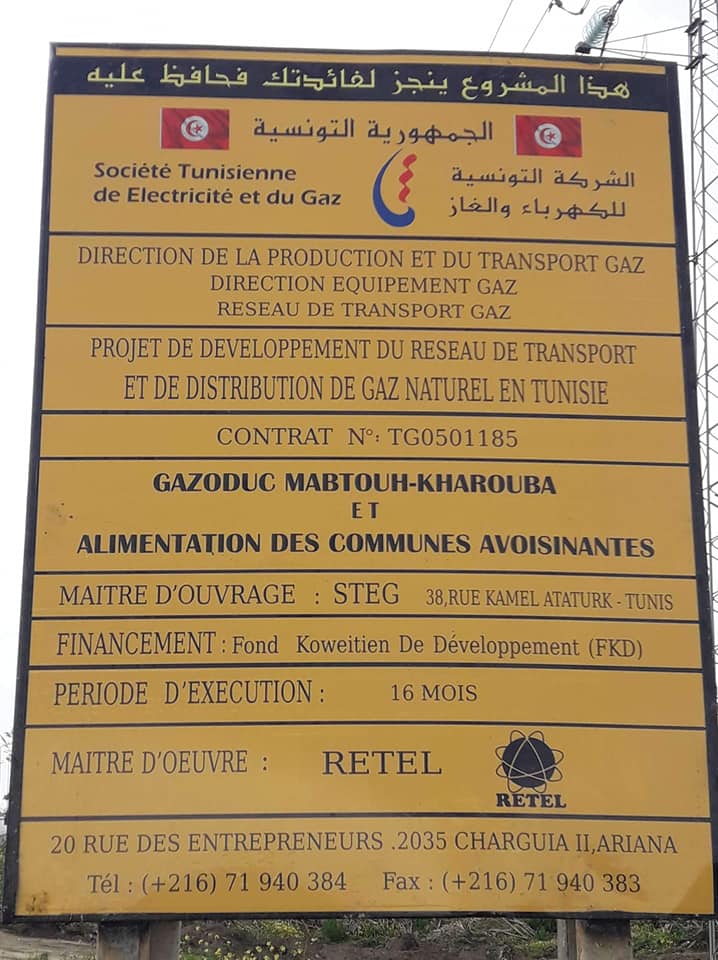 هذا المشروع ينجز لفائدتك فحافظ عليه
الجمهورية التونسية
Société Tunisienne
de Electricité et du Gaz
الشركة التونسية
للكهرباء والغاز
DIRECTION DE LA PRODUCTION ET DU TRANSPORT GAZ
DIRECTION EQUIPEMENT GAZ
RESEAU DE TRANSPORT GAZ
PROJET DE DEVELOPPEMENT DU RESEAU DE TRANSPORT
ET DE DISTRIBUTION DE GAZ NATUREL EN TUNISIE
CONTRAT N°: TG0501185
GAZODUC MABTOUH-KHAROUBA
ET
ALIMENTATION DES COMMUNES AVOISINANTES
MAITRE D'OUVRAGE : STEG 38,RUE KAMEL ATATURK - TUNIS
FINANCEMENT : Fond Koweitien De Développement (FKD)
PERIODE D'EXECUTION : 16 MOIS
MAITRE D'OEUVRE : RETEL
RETEL
20 RUE DES ENTREPRENEURS .2035 CHARGUIA II,ARIANA
Tél : (+216) 71 940 384 Fax : (+216) 71 940 383